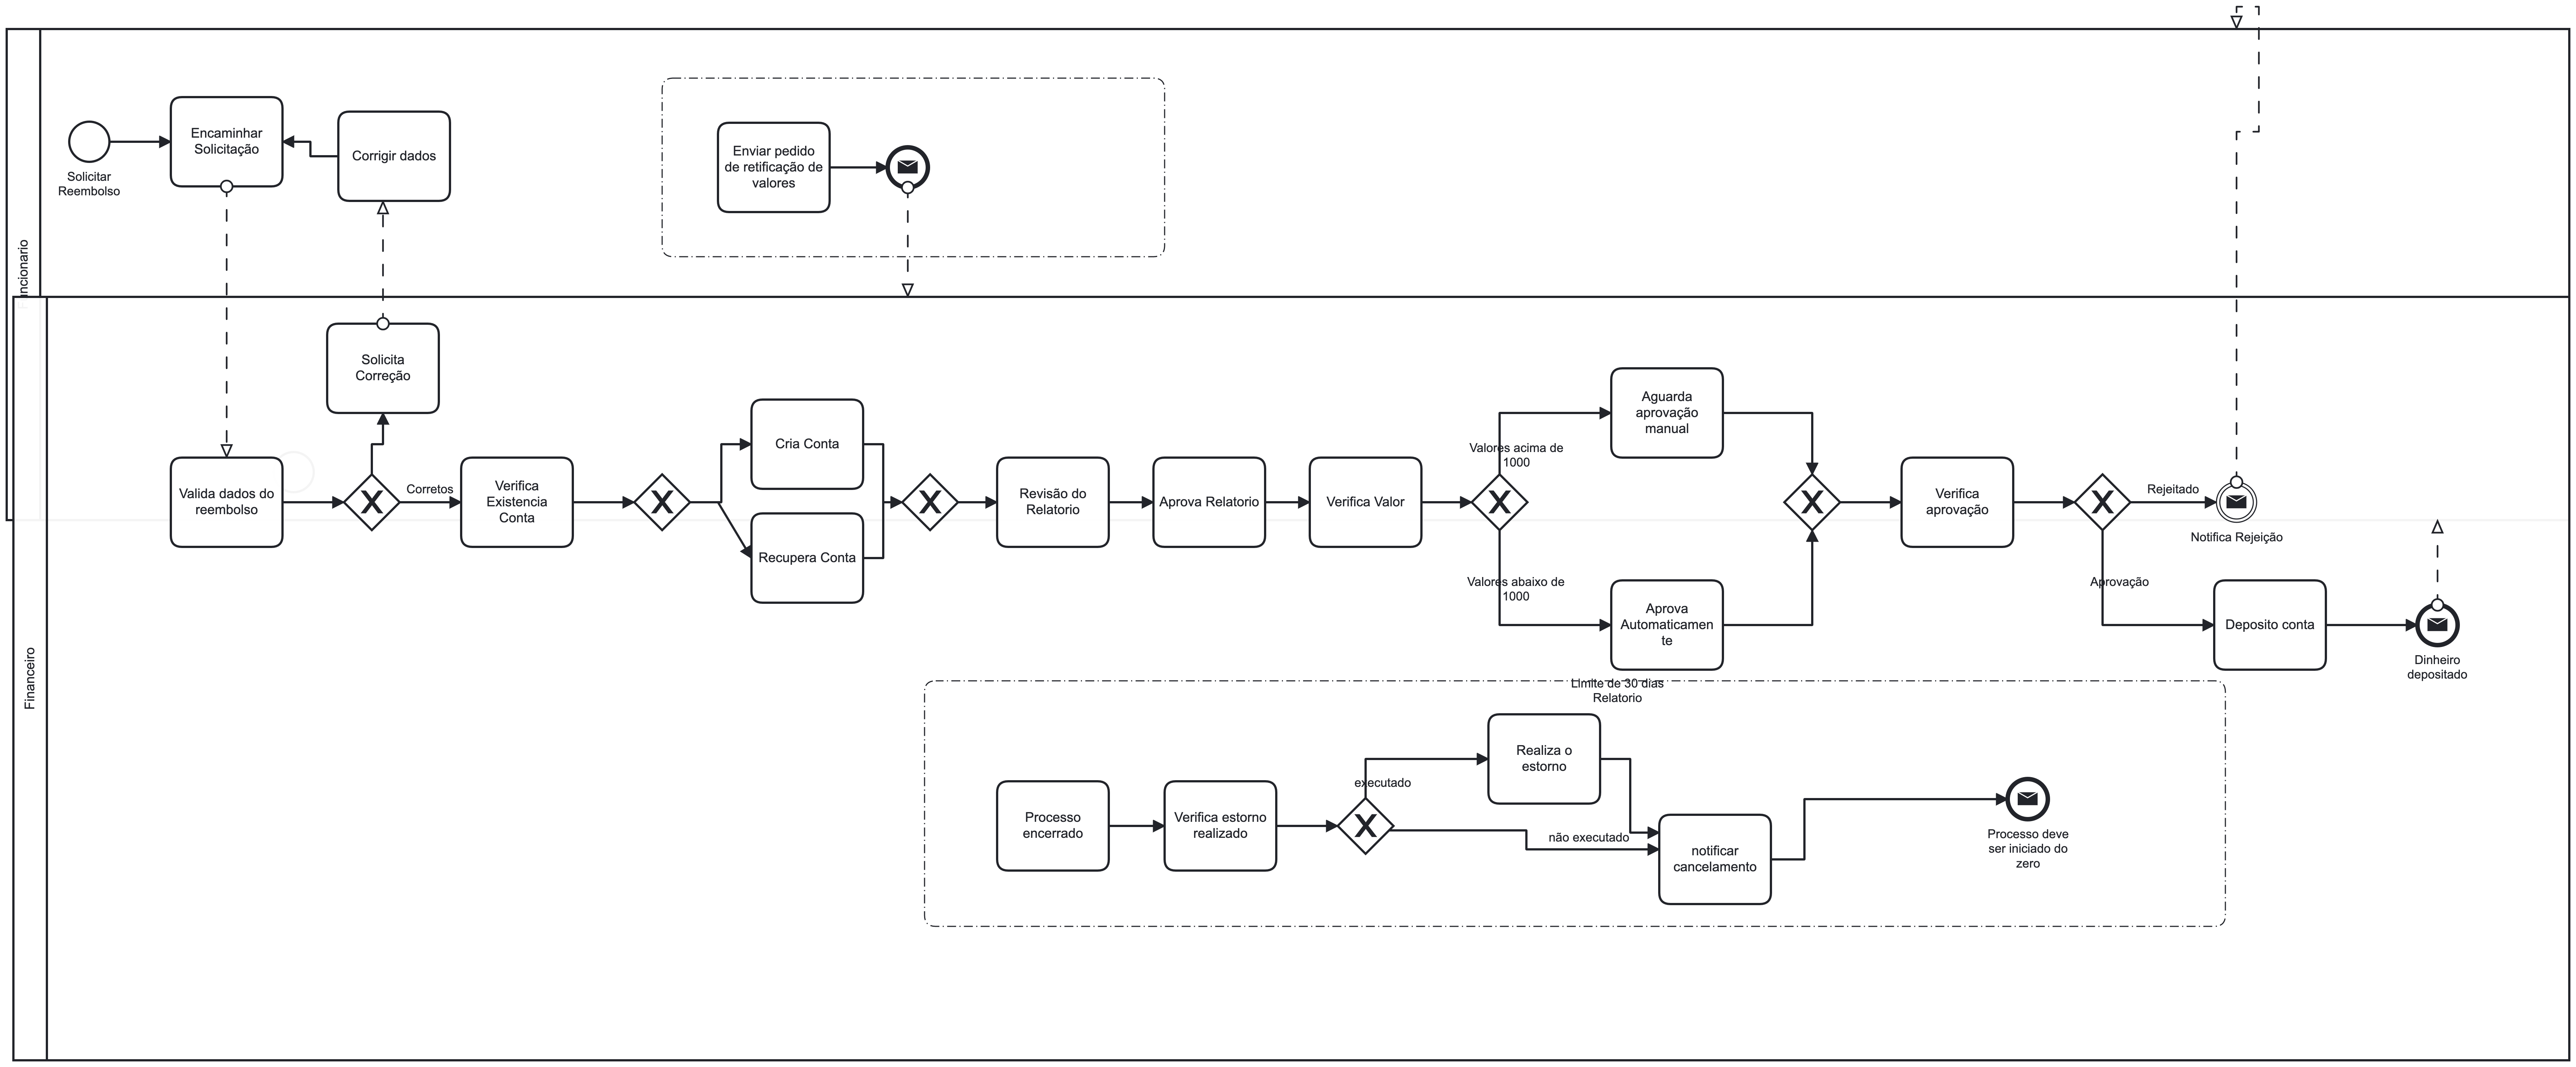 Solicitar
Reembolso
Encaminhar
Solicitação
Corrigir dados
Enviar pedido
de retificação de
valores
Solicita
Correção
Valida dados do
reembolso
Corretos
Verifica
Existencia
Conta
Cria Conta
Recupera Conta
Revisão do
Relatorio
Aprova Relatorio
Verifica Valor
Valores acima de
1000
Valores abaixo de
1000
Aguarda
aprovação
manual
Aprova
Automaticamen
te
Verifica
aprovação
Rejeitado
Notifica Rejeição
Aprovação
Deposito conta
Dinheiro
depositado
Financeiro
Limite de 30 dias
Relatorio
Processo
encerrado
Verifica estorno
realizado
executado
Realiza o
estorno
não executado
notificar
cancelamento
Processo deve
ser iniciado do
zero